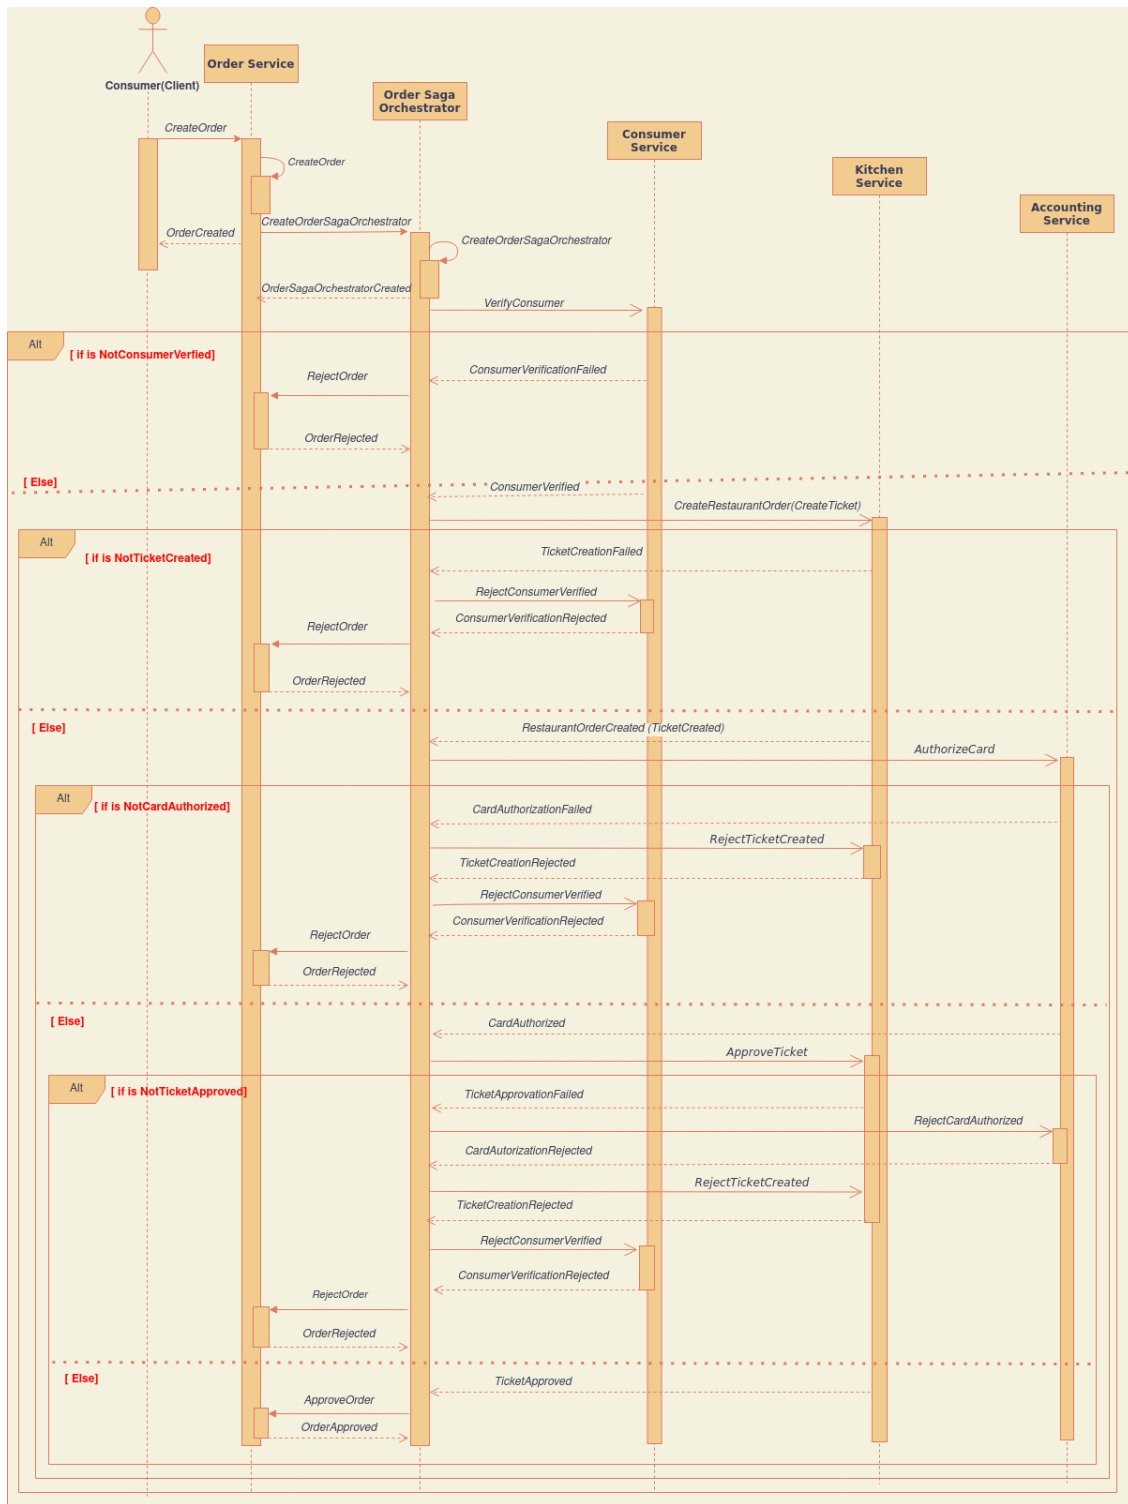 Consumer(Client)
Order Service
Order Saga
Orchestrator
Consumer
Service
Kitchen
Service
Accounting
Service
CreateOrder
CreateOrder
CreateOrderSagaOrchestrator
OrderCreated
CreateOrderSagaOrchestrator
OrderSagaOrchestratorCreated
VerifyConsumer
Alt
[ if is NotConsumerVerfied]
ConsumerVerificationFailed
RejectOrder
OrderRejected
[ Else]
ConsumerVerified
CreateRestaurantOrder(CreateTicket)
Alt
[ if is NotTicketCreated]
TicketCreationFailed
RejectConsumerVerified
ConsumerVerificationRejected
RejectOrder
OrderRejected
[ Else]
RestaurantOrderCreated (TicketCreated)
AuthorizeCard
Alt
[ if is NotCardAuthorized]
CardAuthorizationFailed
RejectTicketCreated
TicketCreationRejected
RejectConsumerVerified
ConsumerVerificationRejected
RejectOrder
OrderRejected
[ Else]
CardAuthorized
ApproveTicket
Alt
[ if is NotTicketApproved]
TicketApprovationFailed
RejectCardAuthorized
CardAutorizationRejected
RejectTicketCreated
TicketCreationRejected
RejectConsumerVerified
ConsumerVerificationRejected
RejectOrder
OrderRejected
[ Else]
TicketApproved
ApproveOrder
OrderApproved